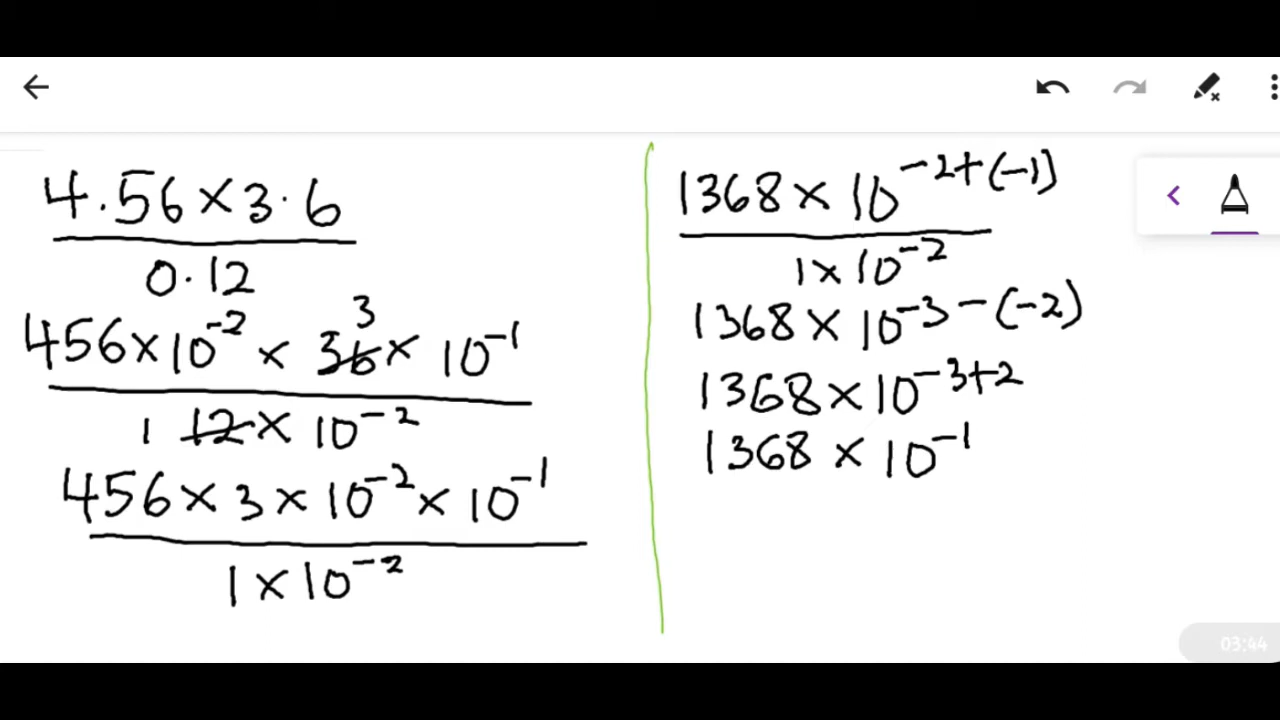 4.56 × 3.6
0.12
3
456 × 10⁻² × 36 × 10⁻¹
1 12 × 10⁻²
456 × 3 × 10⁻² × 10⁻¹
1 × 10⁻²
1368 × 10⁻²⁺⁽⁻¹⁾
1 × 10⁻²
1368 × 10⁻³⁻⁽⁻²⁾
1368 × 10⁻³⁺²
1368 × 10⁻¹
03:44